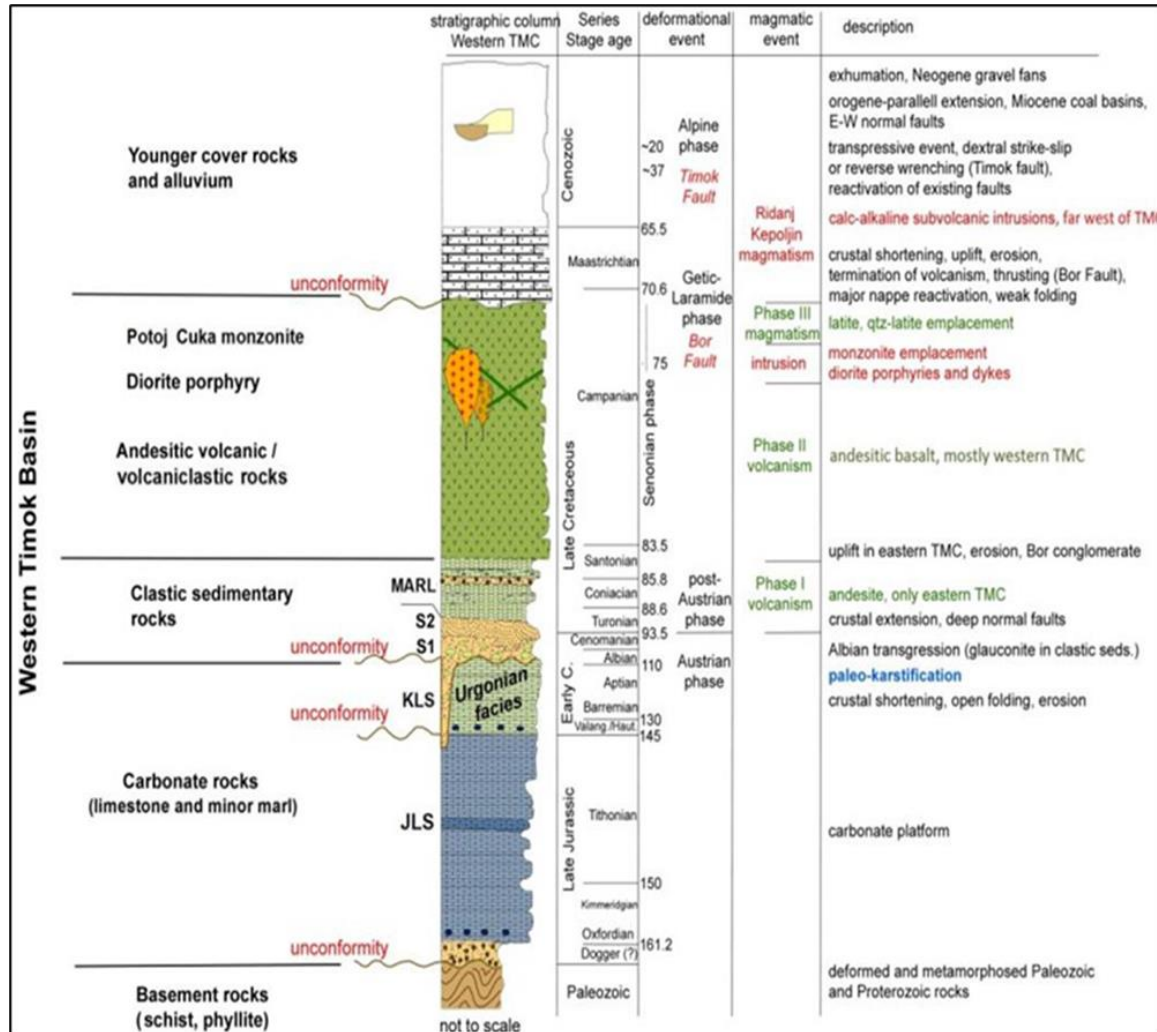 stratigraphic column
Western TMC
Series
Stage age
deformational
event
magmatic
event
description
Western Timok Basin
Younger cover rocks
and alluvium
unconformity
Potoj Cuka monzonite
Diorite porphyry
Andesitic volcanic /
volcaniclastic rocks
Clastic sedimentary
rocks
unconformity
unconformity
Carbonate rocks
(limestone and minor marl)
unconformity
Basement rocks
(schist, phyllite)
MARL
S2
S1
KLS
JLS
Urgonian
facies
not to scale
Cenozoic
Late Cretaceous
Early C.
Late Jurassic
Maastrichtian
Campanian
Santonian
Coniacian
Turonian
Cenomanian
Albian
Aptian
Barremian
Valang./Haut.
Tithonian
Kimmeridgian
Oxfordian
Dogger (?)
Paleozoic
~20
~37
65.5
70.6
75
83.5
85.8
88.6
93.5
110
130
145
150
161.2
Alpine
phase
Timok
Fault
Getic-
Laramide
phase
Bor
Fault
Senonian phase
post-
Austrian
phase
Austrian
phase
Ridanj
Kepoljin
magmatism
Phase III
magmatism
intrusion
Phase II
volcanism
Phase I
volcanism
exhumation, Neogene gravel fans
orogene-parallell extension, Miocene coal basins,
E-W normal faults
transpressive event, dextral strike-slip
or reverse wrenching (Timok fault),
reactivation of existing faults
calc-alkaline subvolcanic intrusions, far west of TM
crustal shortening, uplift, erosion,
termination of volcanism, thrusting (Bor Fault),
major nappe reactivation, weak folding
latite, qtz-latite emplacement
monzonite emplacement
diorite porphyries and dykes
andesitic basalt, mostly western TMC
uplift in eastern TMC, erosion, Bor conglomerate
andesite, only eastern TMC
crustal extension, deep normal faults
Albian transgression (glauconite in clastic seds.)
paleo-karstification
crustal shortening, open folding, erosion
carbonate platform
deformed and metamorphosed Paleozoic
and Proterozoic rocks